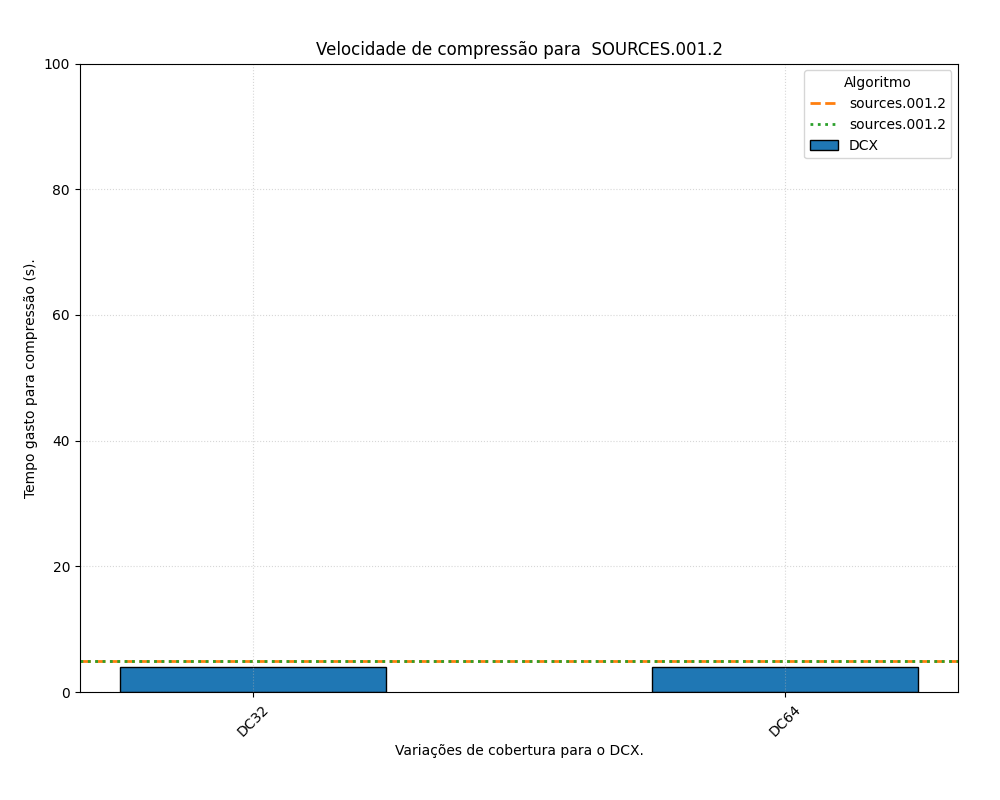 Velocidade de compressão para  SOURCES.001.2
Tempo gasto para compressão (s).
100
80
60
40
20
0
Algoritmo
sources.001.2
sources.001.2
DCX
DC32
DC64
Variações de cobertura para o DCX.